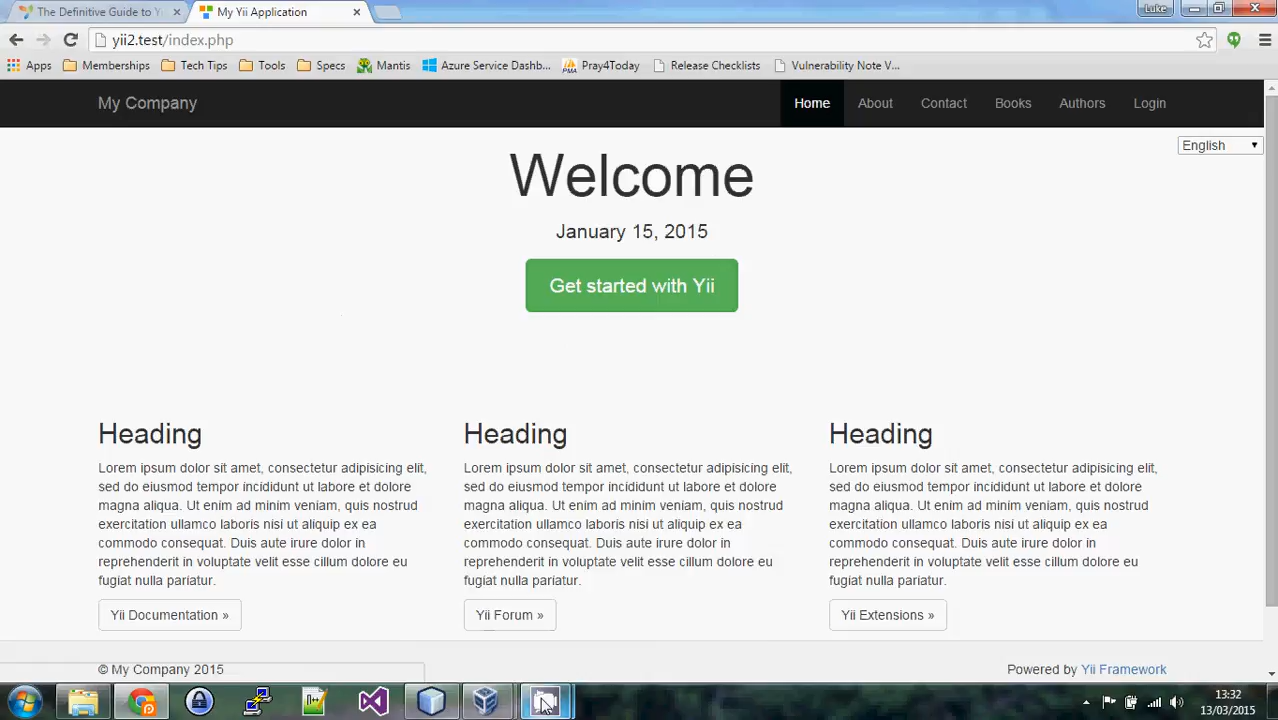 The Definitive Guide to Y
My Yii Application
Luke
yii2.test/index.php
Apps Memberships Tech Tips Tools Specs Mantis Azure Service Dashb... Pray4Today Release Checklists Vulnerability Note V...
My Company Home About Contact Books Authors Login
English
Welcome
January 15, 2015
Get started with Yii
Heading
Lorem ipsum dolor sit amet, consectetur adipisicing elit,
sed do eiusmod tempor incididunt ut labore et dolore
magna aliqua. Ut enim ad minim veniam, quis nostrud
exercitation ullamco laboris nisi ut aliquip ex ea
commodo consequat. Duis aute irure dolor in
reprehenderit in voluptate velit esse cillum dolore eu
fugiat nulla pariatur.
Yii Documentation »
Heading
Lorem ipsum dolor sit amet, consectetur adipisicing elit,
sed do eiusmod tempor incididunt ut labore et dolore
magna aliqua. Ut enim ad minim veniam, quis nostrud
exercitation ullamco laboris nisi ut aliquip ex ea
commodo consequat. Duis aute irure dolor in
reprehenderit in voluptate velit esse cillum dolore eu
fugiat nulla pariatur.
Yii Forum »
Heading
Lorem ipsum dolor sit amet, consectetur adipisicing elit,
sed do eiusmod tempor incididunt ut labore et dolore
magna aliqua. Ut enim ad minim veniam, quis nostrud
exercitation ullamco laboris nisi ut aliquip ex ea
commodo consequat. Duis aute irure dolor in
reprehenderit in voluptate velit esse cillum dolore eu
fugiat nulla pariatur.
Yii Extensions »
© My Company 2015
Powered by Yii Framework
13:32
13/03/2015